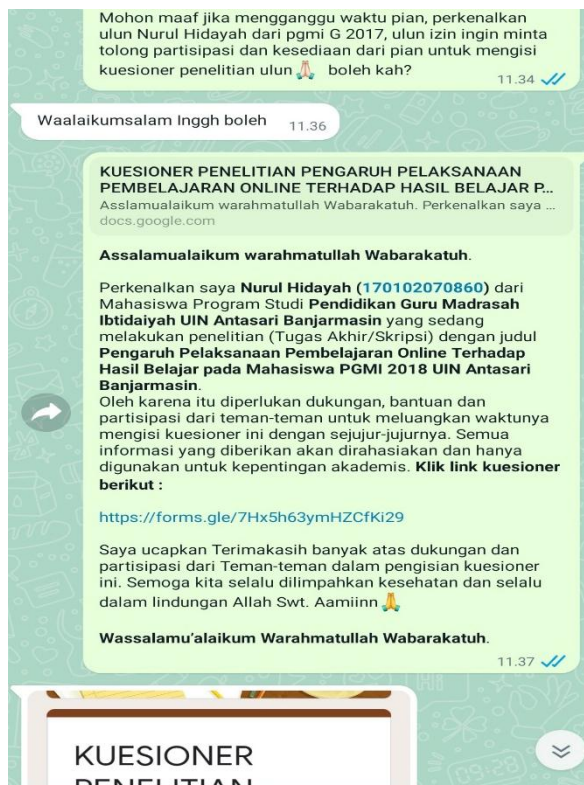 Mohon maaf jika mengganggu waktu pian, perkenalkan
ulun Nurul Hidayah dari pgmi G 2017, ulun izin ingin minta
tolong partisipasi dan kesediaan dari pian untuk mengisi
kuesioner penelitian ulun 🙏🏻 boleh kah?
11.34
Waalaikumsalam Inggh boleh 11.36
KUESIONER PENELITIAN PENGARUH PELAKSANAAN
PEMBELAJARAN ONLINE TERHADAP HASIL BELAJAR P...
Asslamualaikum warahmatullah Wabarakatuh. Perkenalkan saya ...
docs.google.com
Assalamualaikum warahmatullah Wabarakatuh.
Perkenalkan saya Nurul Hidayah (170102070860) dari
Mahasiswa Program Studi Pendidikan Guru Madrasah
Ibtidaiyah UIN Antasari Banjarmasin yang sedang
melakukan penelitian (Tugas Akhir/Skripsi) dengan judul
Pengaruh Pelaksanaan Pembelajaran Online Terhadap
Hasil Belajar pada Mahasiswa PGMI 2018 UIN Antasari
Banjarmasin.
Oleh karena itu diperlukan dukungan, bantuan dan
partisipasi dari teman-teman untuk meluangkan waktunya
mengisi kuesioner ini dengan sejujur-jujurnya. Semua
informasi yang diberikan akan dirahasiakan dan hanya
digunakan untuk kepentingan akademis. Klik link kuesioner
berikut :
https://forms.gle/7Hx5h63ymHZCfKi29
Saya ucapkan Terimakasih banyak atas dukungan dan
partisipasi dari Teman-teman dalam pengisian kuesioner
ini. Semoga kita selalu dilimpahkan kesehatan dan selalu
dalam lindungan Allah Swt. Aamiinn 🙏
Wassalamu'alaikum Warahmatullah Wabarakatuh.
11.37
KUESIONER
PENELITIAN